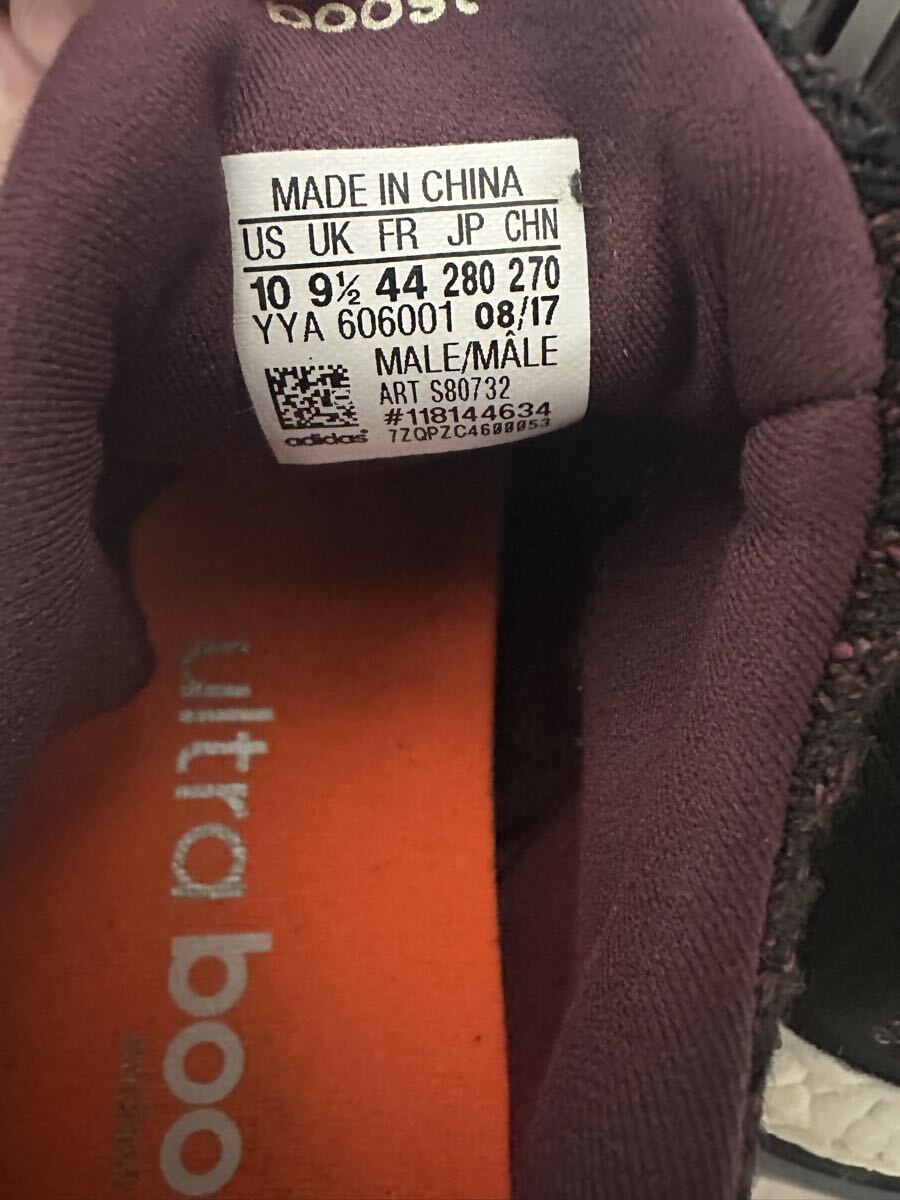 boost
MADE IN CHINA
US UK FR JP CHN
10 9½ 44 280 270
YYA 606001 08/17
MALE/MÂLE
ART S80732
#118144634
adidas 7ZQPZC4600053
ultra boo